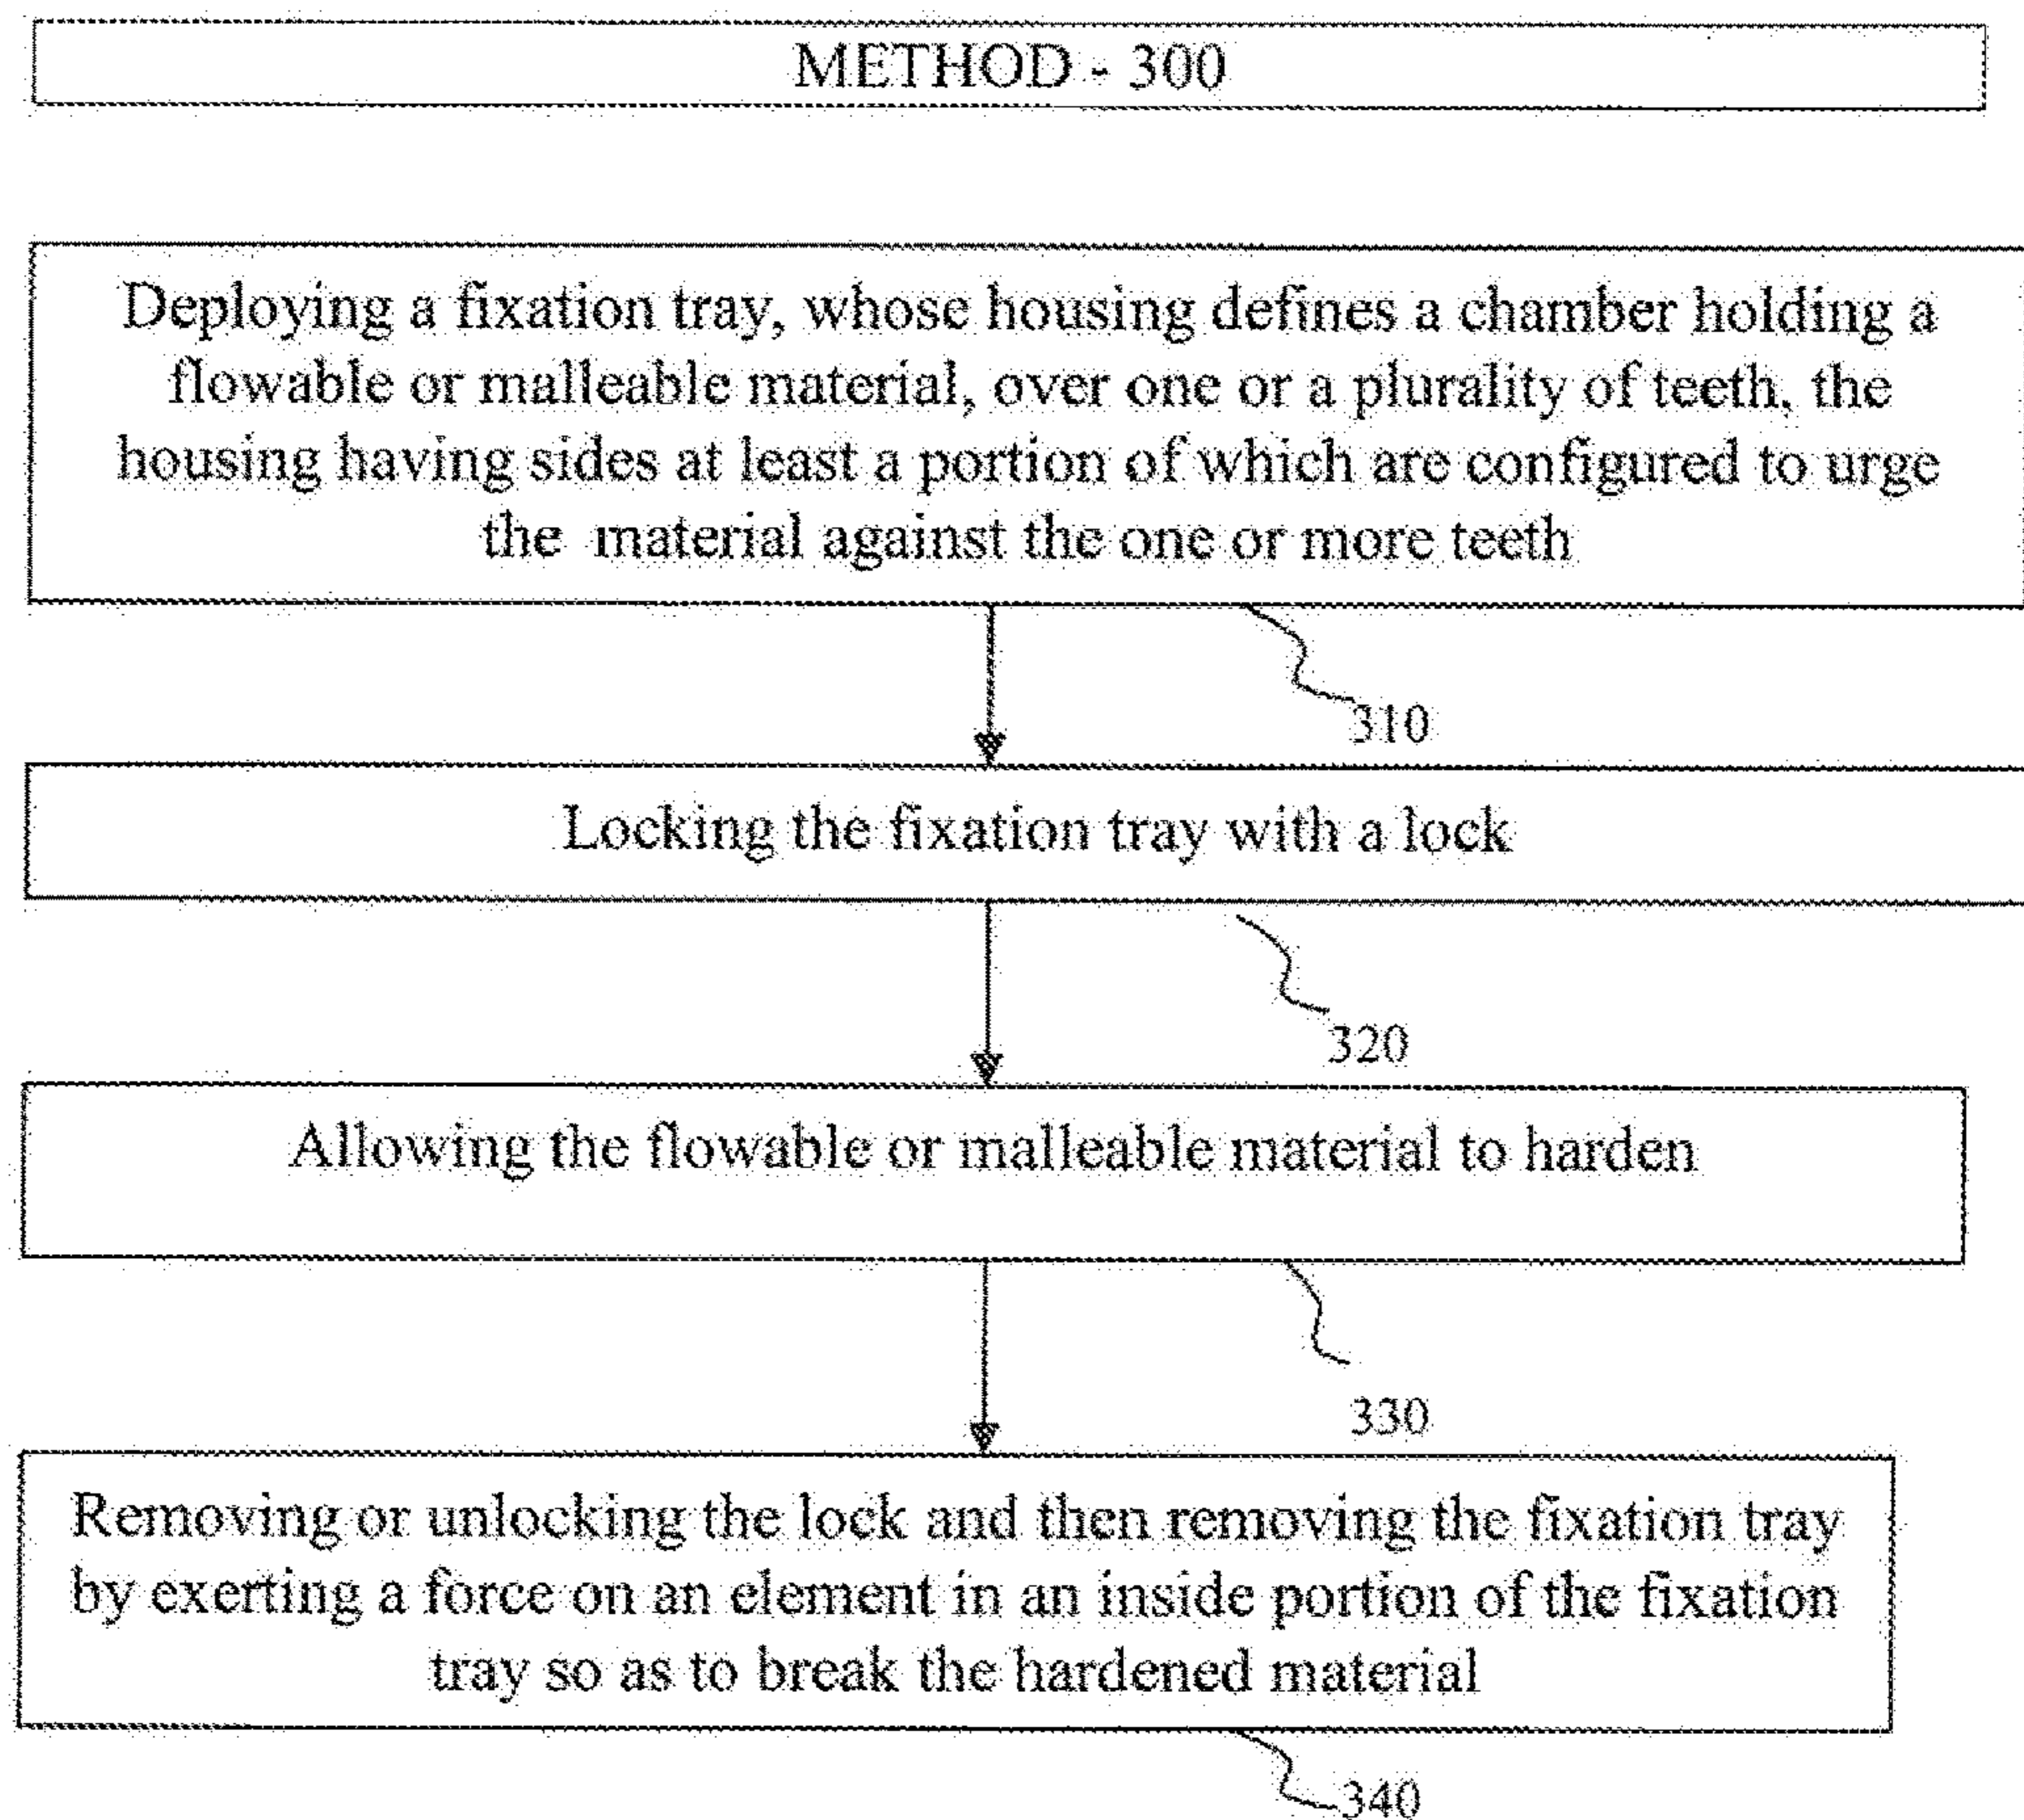 METHOD - 300
Deploying a fixation tray, whose housing defines a chamber holding a
flowable or malleable material, over one or a plurality of teeth, the
housing having sides at least a portion of which are configured to urge
the material against the one or more teeth
310
Locking the fixation tray with a lock
320
Allowing the flowable or malleable material to harden
330
Removing or unlocking the lock and then removing the fixation tray
by exerting a force on an element in an inside portion of the fixation
tray so as to break the hardened material
340